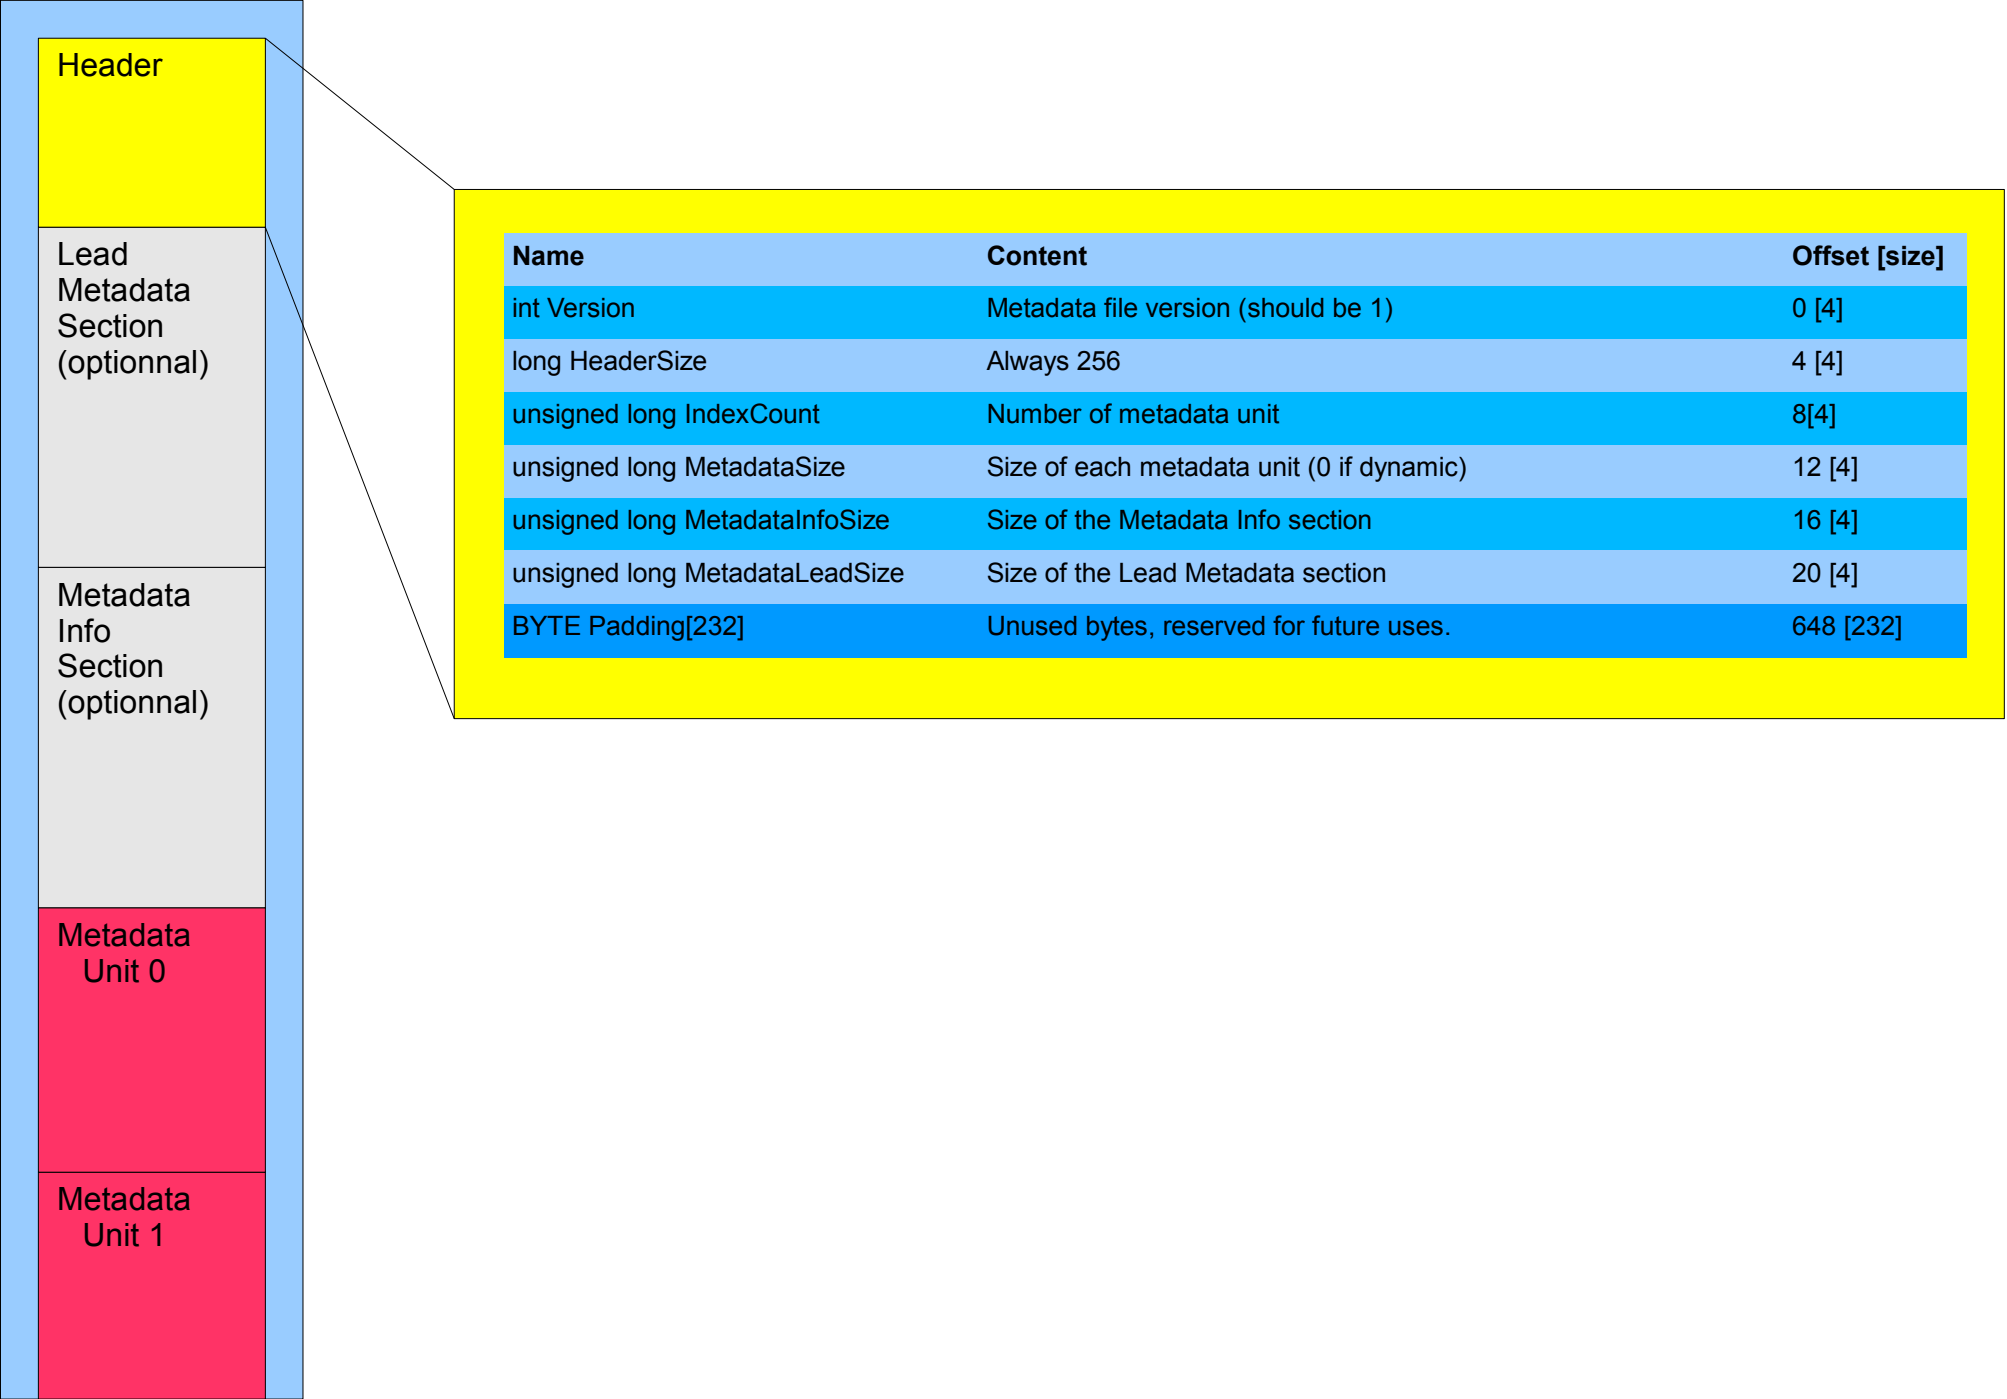 Header
Lead
Metadata
Section
(optionnal)
Metadata
Info
Section
(optionnal)
Metadata
Unit 0
Metadata
Unit 1
Name Content Offset [size]
int Version Metadata file version (should be 1) 0 [4]
long HeaderSize Always 256 4 [4]
unsigned long IndexCount Number of metadata unit 8[4]
unsigned long MetadataSize Size of each metadata unit (0 if dynamic) 12 [4]
unsigned long MetadataInfoSize Size of the Metadata Info section 16 [4]
unsigned long MetadataLeadSize Size of the Lead Metadata section 20 [4]
BYTE Padding[232] Unused bytes, reserved for future uses. 648 [232]